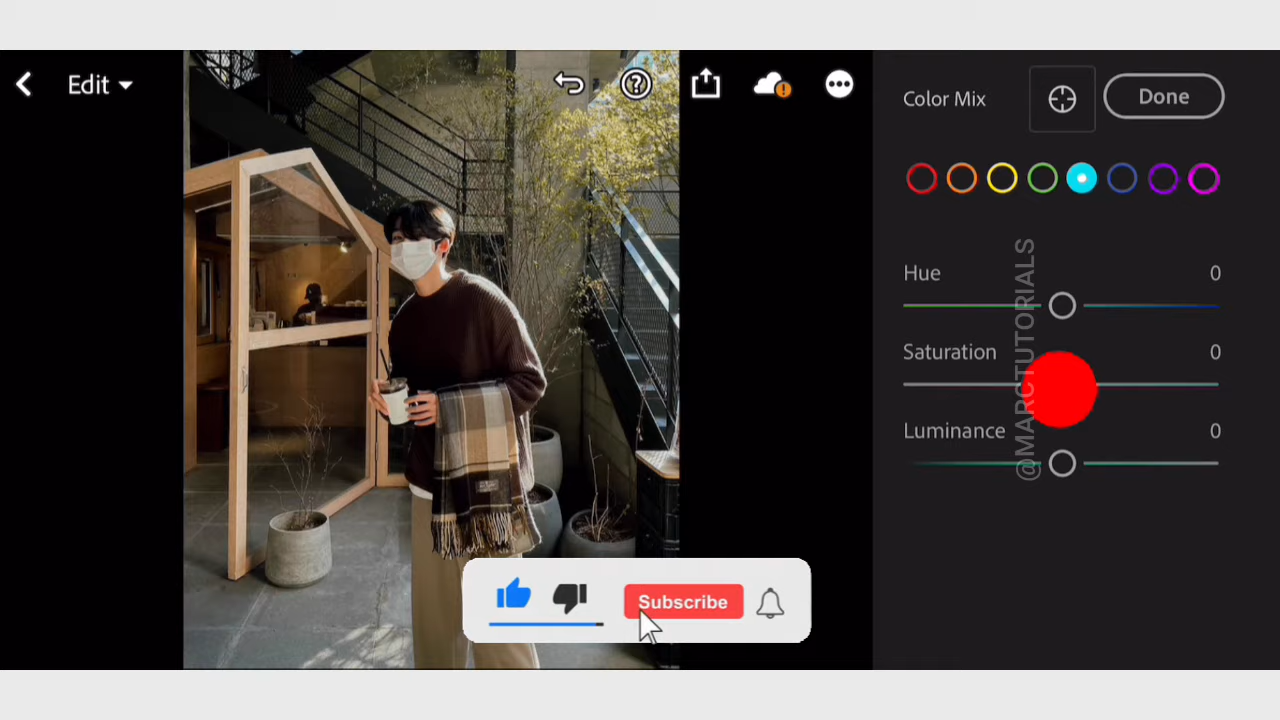 Edit
Color Mix
Done
Hue
0
Saturation
0
Luminance
0
@MARCTUTORIALS
Subscribe